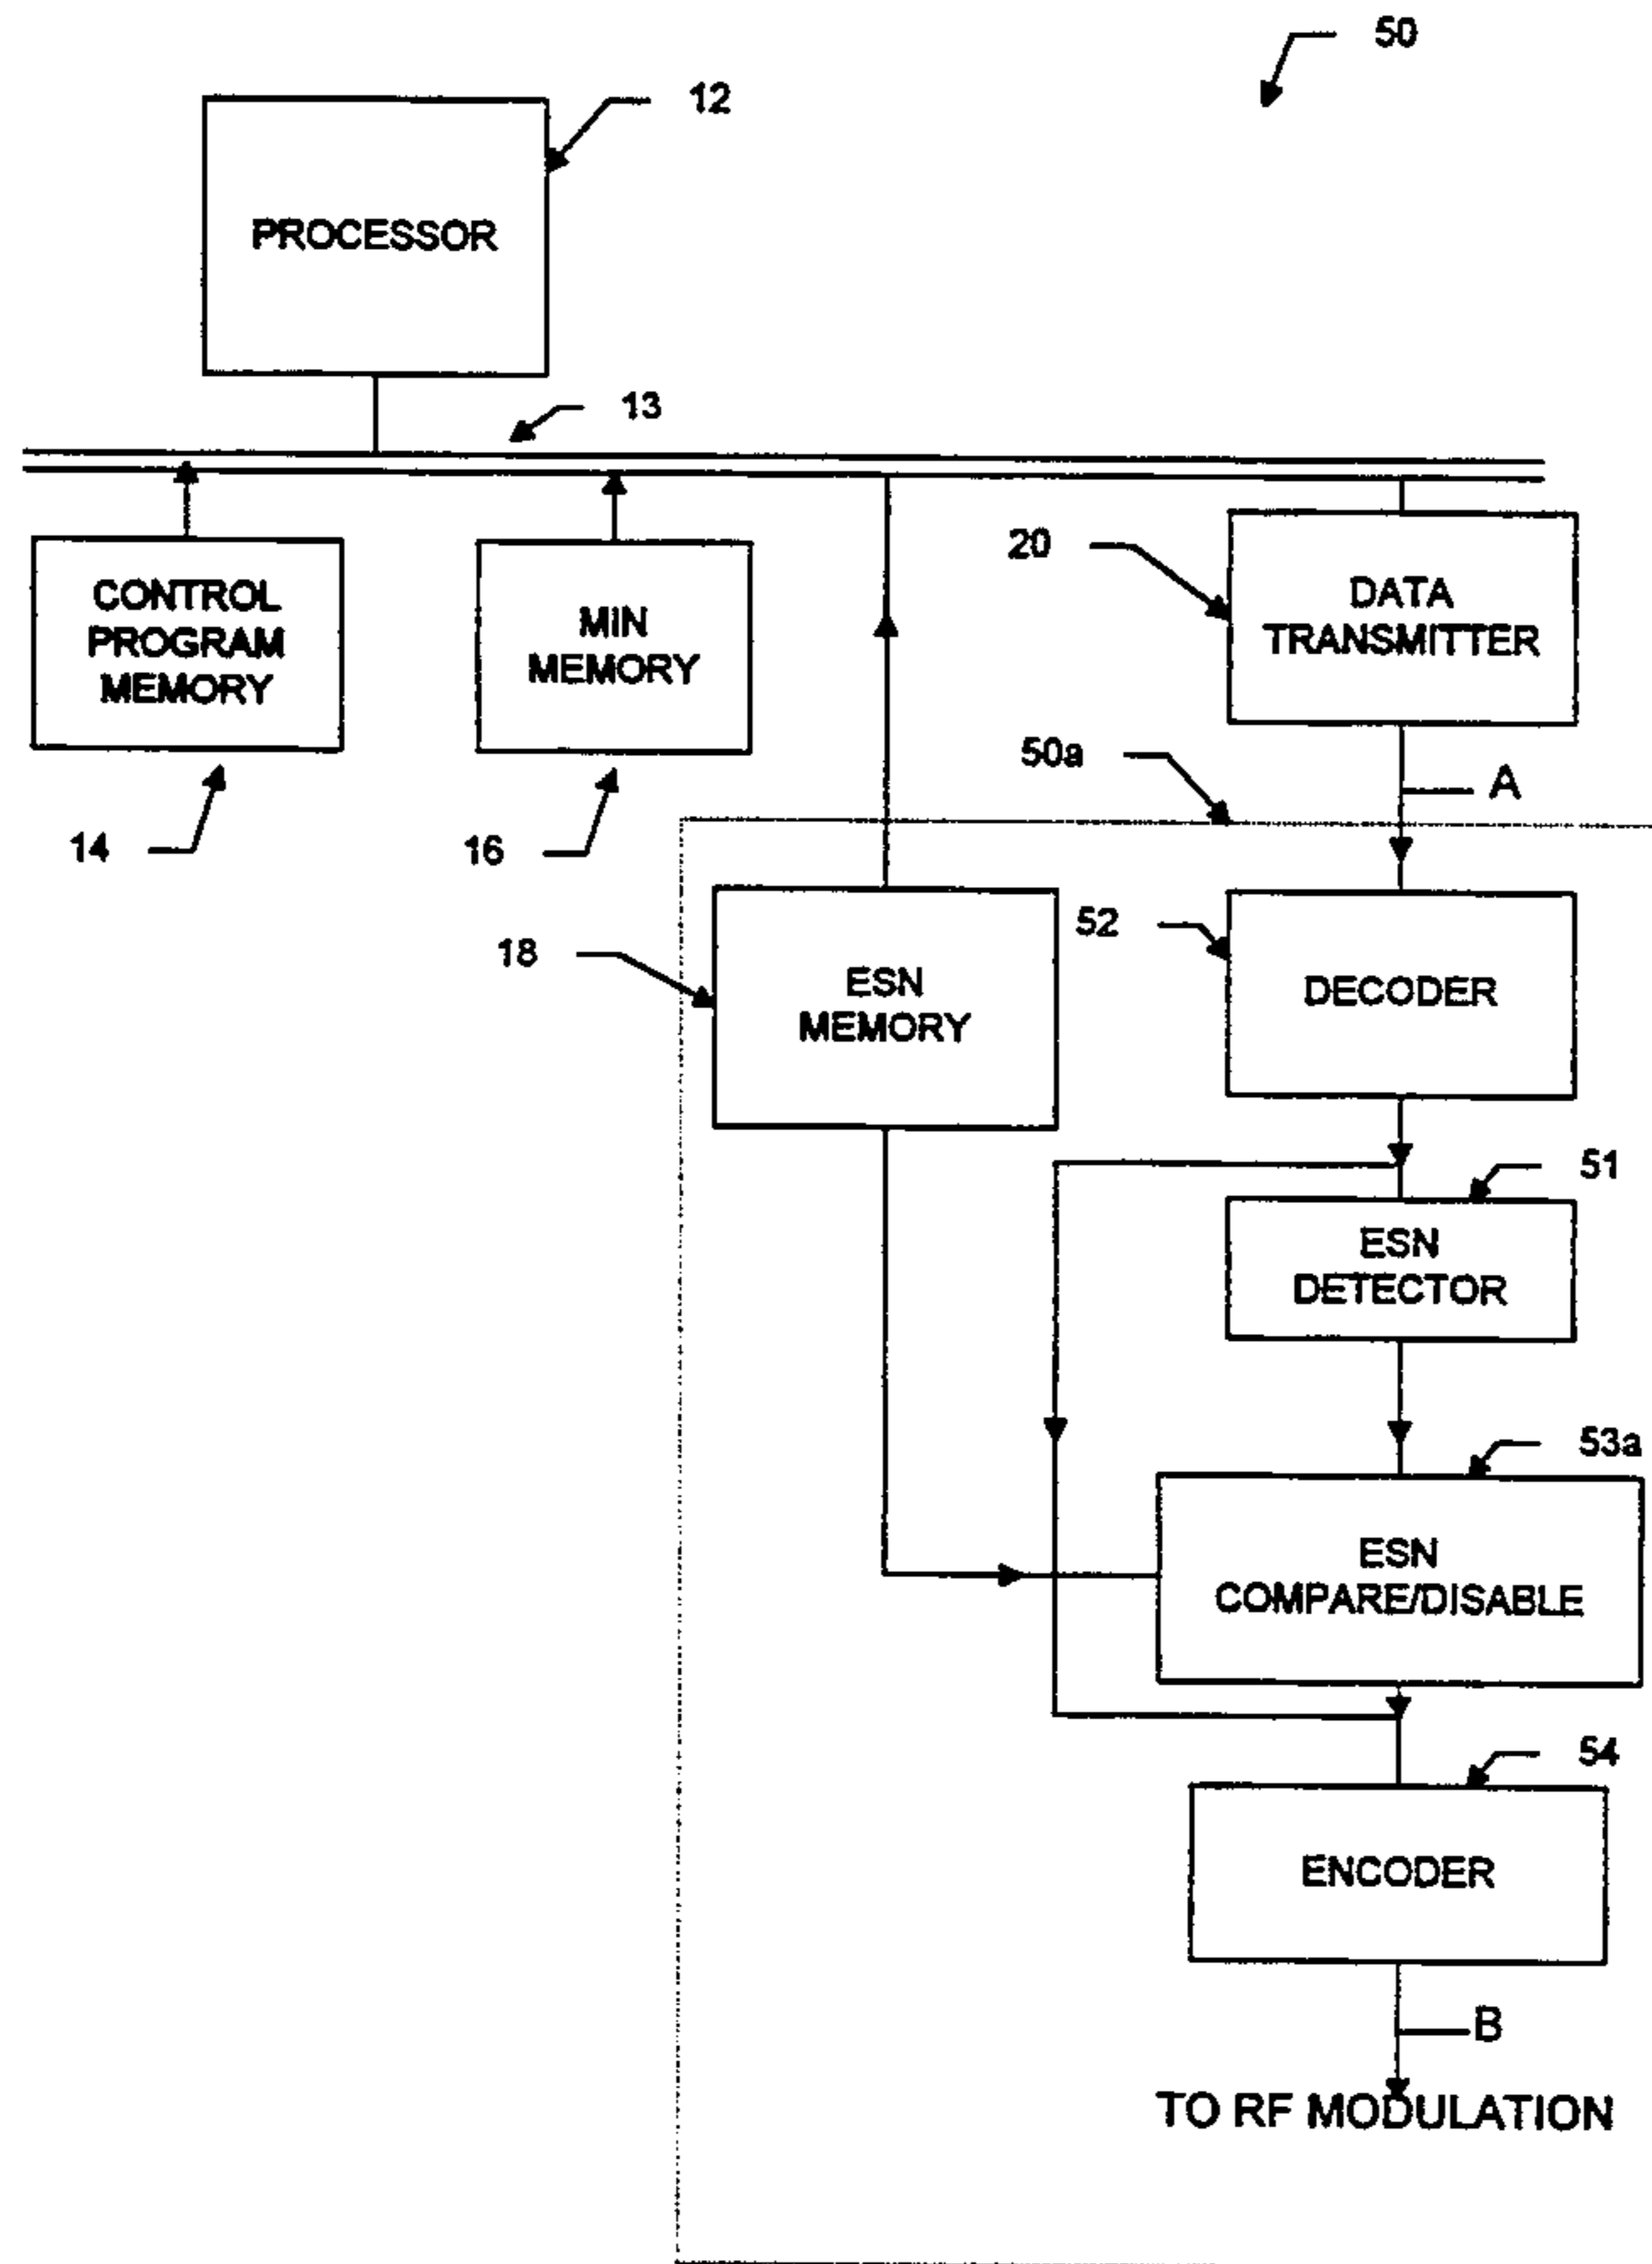 50
12
PROCESSOR
13
CONTROL
PROGRAM
MEMORY
MIN
MEMORY
20
DATA
TRANSMITTER
50a
A
14
16
18
ESN
MEMORY
52
DECODER
51
ESN
DETECTOR
53a
ESN
COMPARE/DISABLE
54
ENCODER
B
TO RF MODULATION